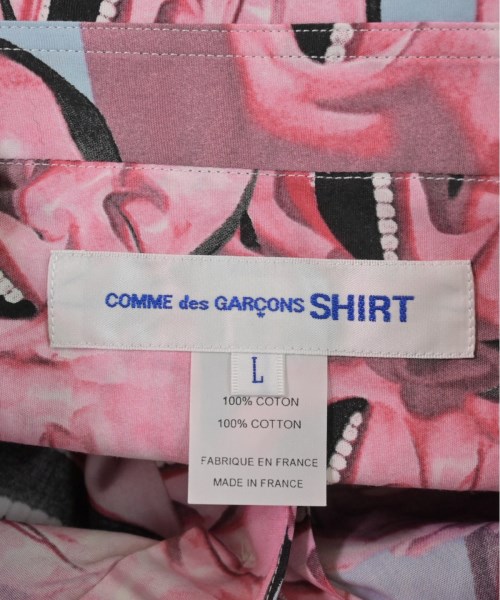 COMME des GARÇONS SHIRT
L
100% COTON
100% COTTON
FABRIQUE EN FRANCE
MADE IN FRANCE